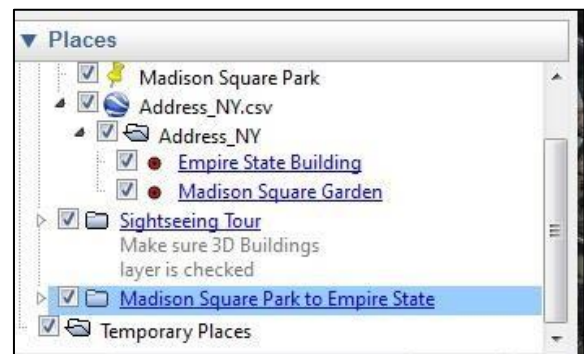 Places
Madison Square Park
Address_NY.csv
Address_NY
Empire State Building
Madison Square Garden
Sightseeing Tour
Make sure 3D Buildings
layer is checked
Madison Square Park to Empire State
Temporary Places